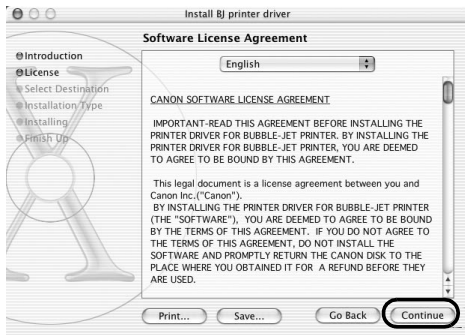 Install BJ printer driver
Software License Agreement
Introduction
License
Select Destination
Installation Type
Installing
Finish Up
English
CANON SOFTWARE LICENSE AGREEMENT
IMPORTANT-READ THIS AGREEMENT BEFORE INSTALLING THE
PRINTER DRIVER FOR BUBBLE-JET PRINTER. BY INSTALLING THE
PRINTER DRIVER FOR BUBBLE-JET PRINTER, YOU ARE DEEMED
TO AGREE TO BE BOUND BY THIS AGREEMENT.
This legal document is a license agreement between you and
Canon Inc.("Canon").
BY INSTALLING THE PRINTER DRIVER FOR BUBBLE-JET PRINTER
(THE "SOFTWARE"), YOU ARE DEEMED TO AGREE TO BE BOUND
BY THE TERMS OF THIS AGREEMENT. IF YOU DO NOT AGREE TO
THE TERMS OF THIS AGREEMENT, DO NOT INSTALL THE
SOFTWARE AND PROMPTLY RETURN THE CANON DISK TO THE
PLACE WHERE YOU OBTAINED IT FOR A REFUND BEFORE THEY
ARE USED.
Print... Save... Go Back Continue